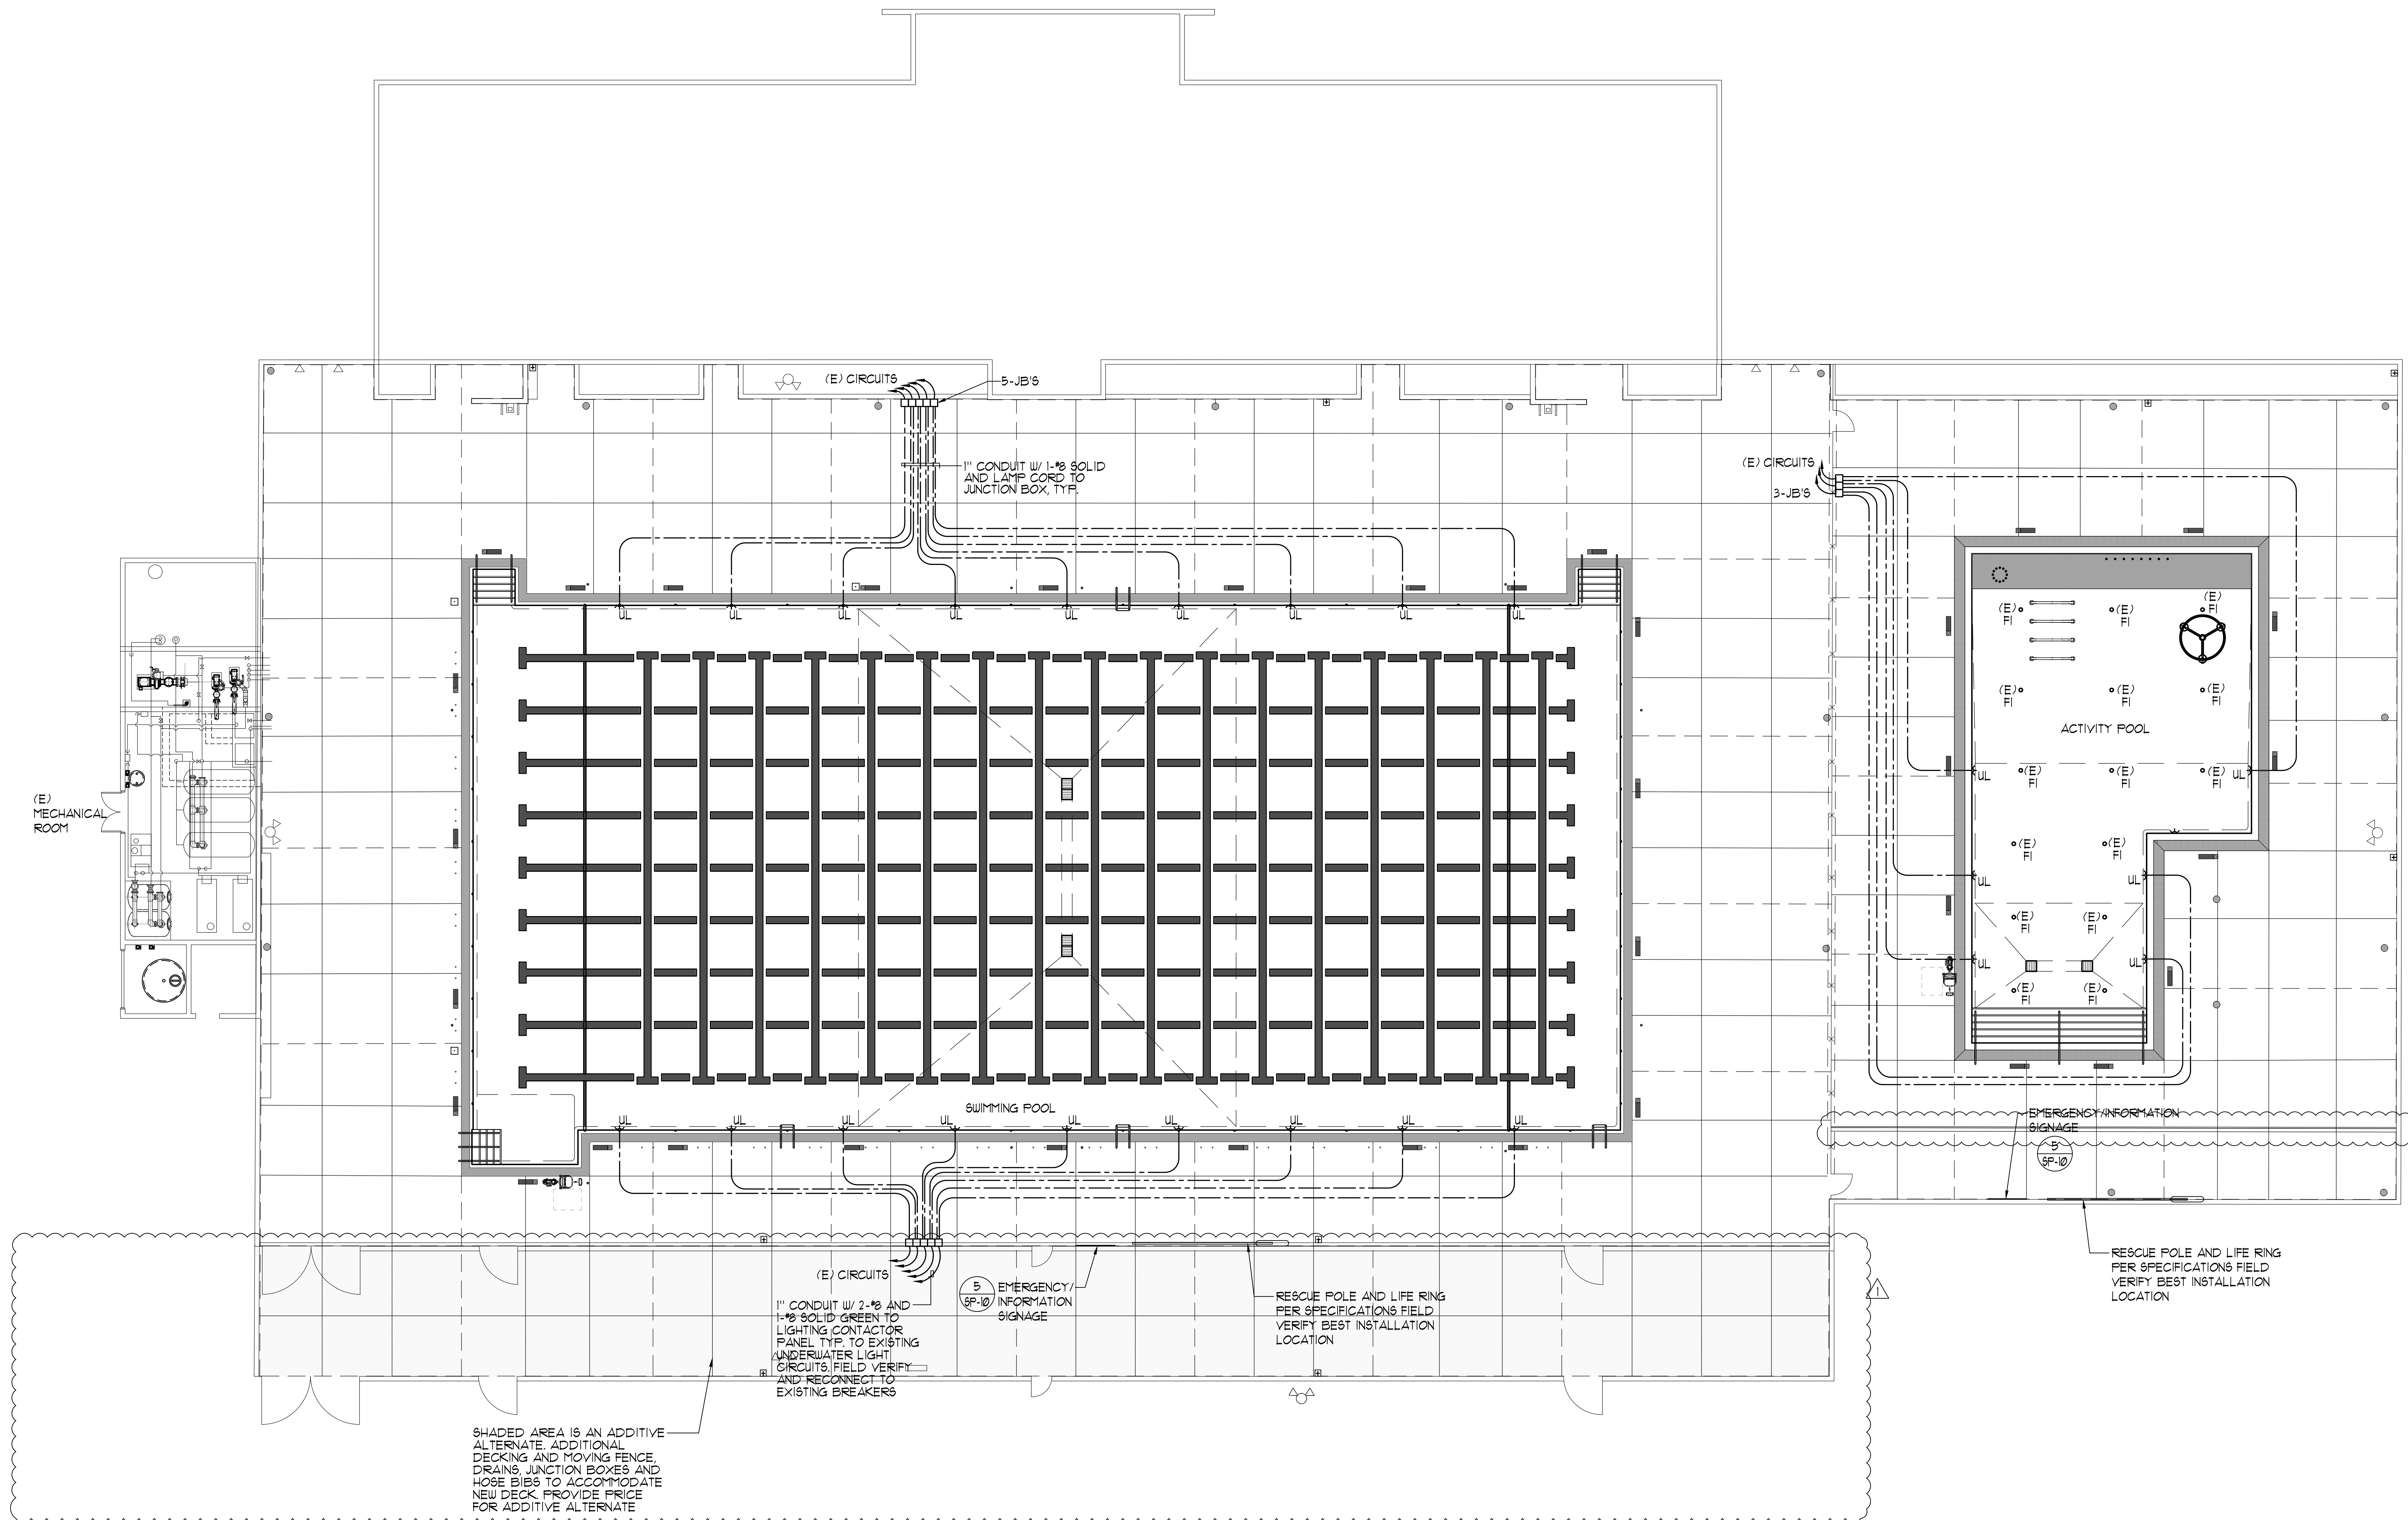 (E) CIRCUITS
5-JB'S
1" CONDUIT W/ 1-#8 SOLID
AND LAMP CORD TO
JUNCTION BOX, TYP.
(E) CIRCUITS
3-JB'S
UL
UL
UL
UL
UL
UL
UL
UL
UL
(E)
FI
(E)
FI
(E)
FI
(E)
FI
(E)
FI
(E)
FI
ACTIVITY POOL
(E)
FI
(E)
FI
(E)
FI
UL
UL
(E)
MECHANICAL
ROOM
(E)
FI
(E)
FI
UL
UL
(E)
FI
(E)
FI
UL
UL
(E)
FI
(E)
FI
SWIMMING POOL
UL
UL
UL
UL
UL
UL
UL
UL
UL
EMERGENCY/INFORMATION
SIGNAGE
5
SP-10
(E) CIRCUITS
1" CONDUIT W/ 2-#8 AND
1-#8 SOLID GREEN TO
LIGHTING CONTACTOR
PANEL TYP. TO EXISTING
UNDERWATER LIGHT
CIRCUITS. FIELD VERIFY
AND RECONNECT TO
EXISTING BREAKERS
5
SP-10
EMERGENCY/
INFORMATION
SIGNAGE
RESCUE POLE AND LIFE RING
PER SPECIFICATIONS FIELD
VERIFY BEST INSTALLATION
LOCATION
1
RESCUE POLE AND LIFE RING
PER SPECIFICATIONS FIELD
VERIFY BEST INSTALLATION
LOCATION
SHADED AREA IS AN ADDITIVE
ALTERNATE. ADDITIONAL
DECKING AND MOVING FENCE,
DRAINS, JUNCTION BOXES AND
HOSE BIBS TO ACCOMMODATE
NEW DECK. PROVIDE PRICE
FOR ADDITIVE ALTERNATE